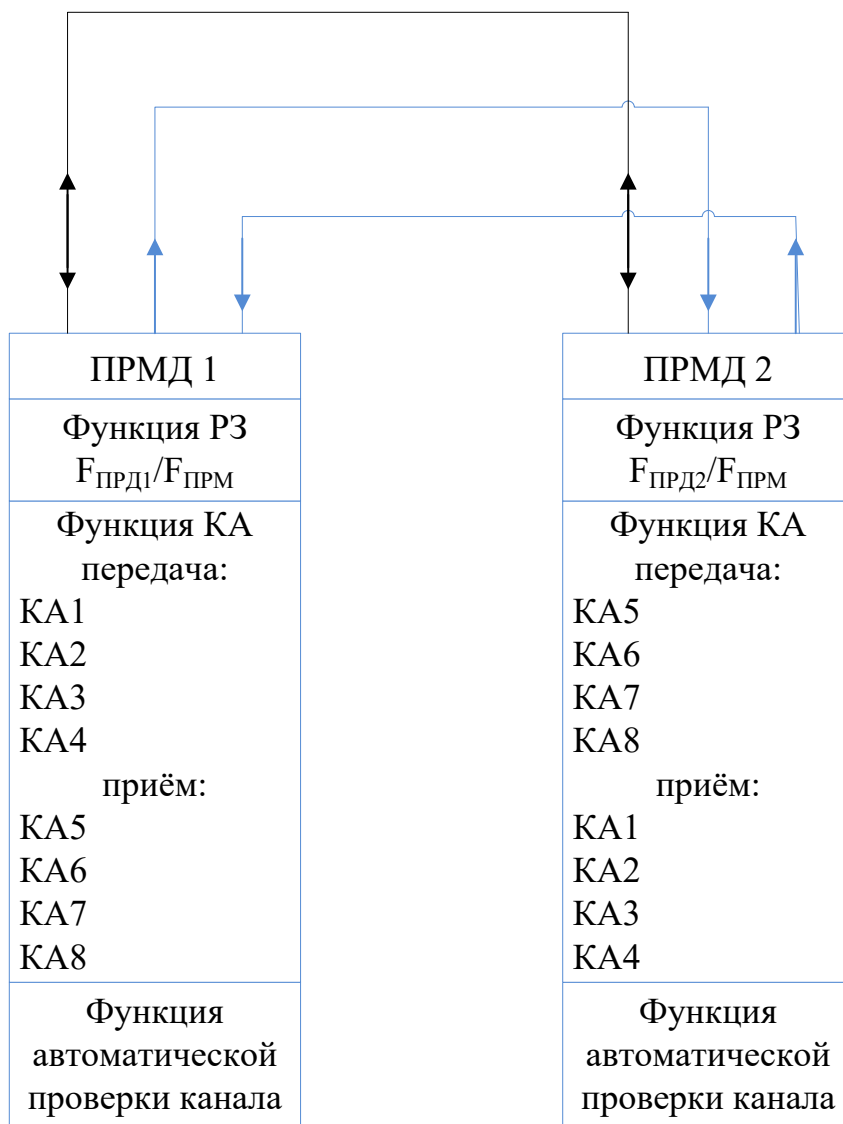 ПРМД 1
Функция РЗ
FПРД1/FПРМ
Функция КА
передача:
КА1
КА2
КА3
КА4
приём:
КА5
КА6
КА7
КА8
Функция
автоматической
проверки канала
ПРМД 2
Функция РЗ
FПРД2/FПРМ
Функция КА
передача:
КА5
КА6
КА7
КА8
приём:
КА1
КА2
КА3
КА4
Функция
автоматической
проверки канала